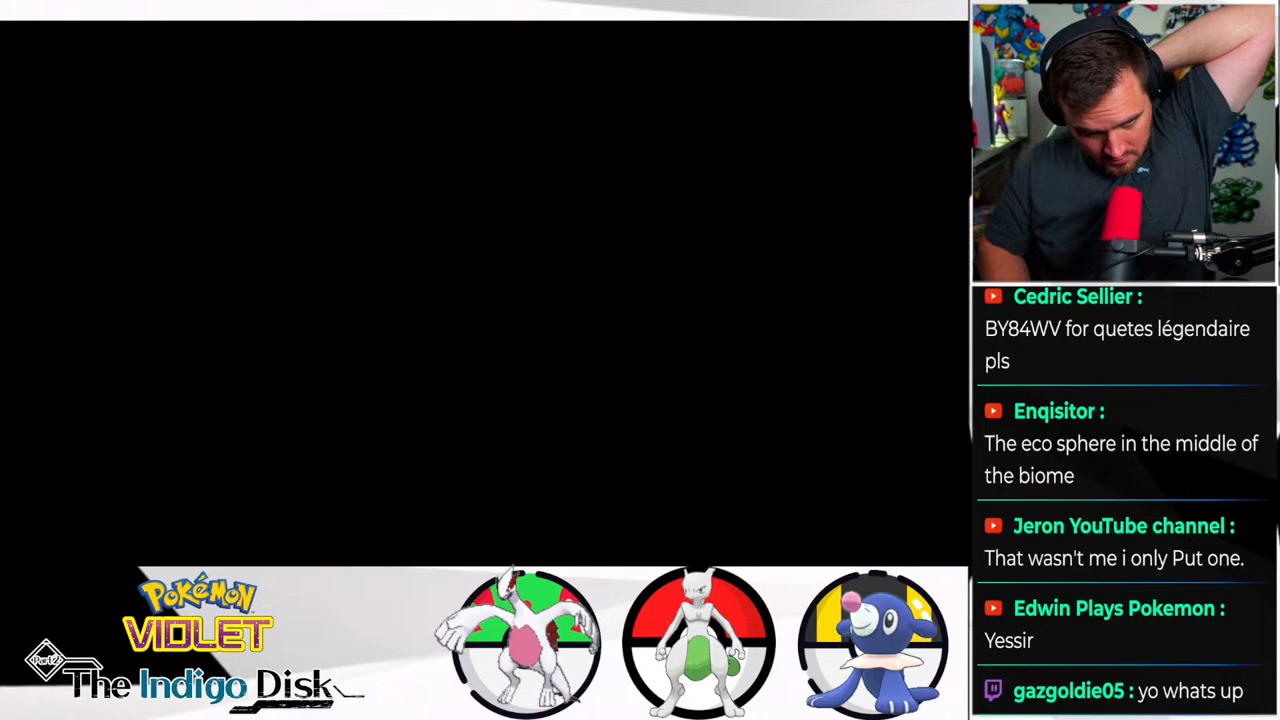 Cedric Sellier :
BY84WV for quetes légendaire
pls
Enqisitor :
The eco sphere in the middle of
the biome
Jeron YouTube channel :
That wasn't me i only Put one.
Edwin Plays Pokemon :
Yessir
gazgoldie05 : yo whats up
POKéMON
VIOLET
Part2
The Indigo Disk